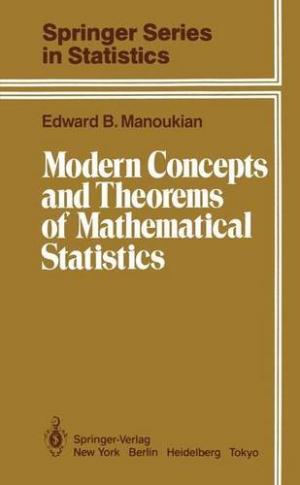 Springer Series
in Statistics
Edward B. Manoukian
Modern Concepts
and Theorems
of Mathematical
Statistics
Springer-Verlag
New York Berlin Heidelberg Tokyo